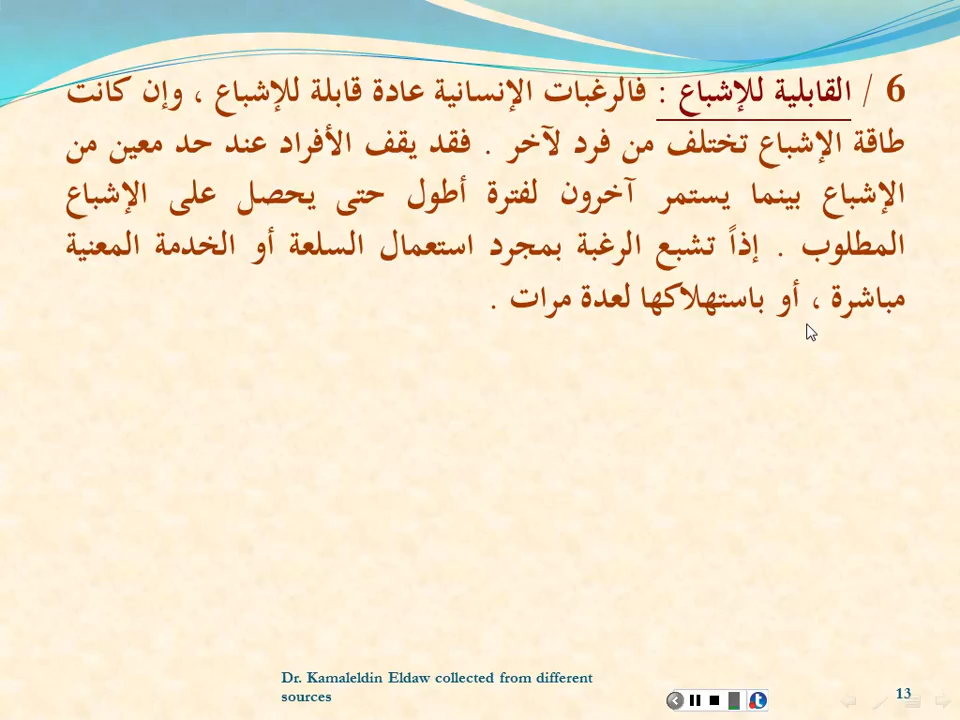 6 / القابلية للإشباع : فالرغبات الإنسانية عادة قابلة للإشباع ، وإن كانت
طاقة الإشباع تختلف من فرد لآخر . فقد يقف الأفراد عند حد معين من
الإشباع بينما يستمر آخرون لفترة أطول حتى يحصل على الإشباع
المطلوب . إذاً تشبع الرغبة بمجرد استعمال السلعة أو الخدمة المعنية
مباشرة ، أو باستهلاكها لعدة مرات .
Dr. Kamaleldin Eldaw collected from different
sources
13